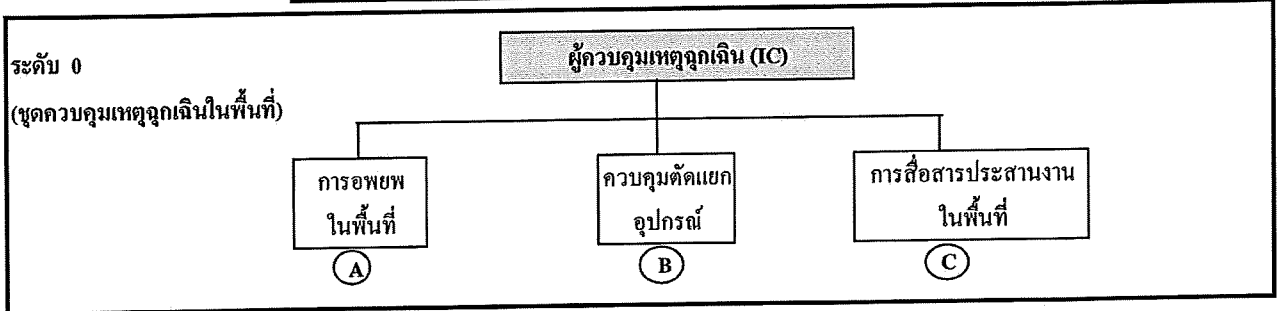 ระดับ 0
(ชุดควบคุมเหตุฉุกเฉินในพื้นที่)
ผู้ควบคุมเหตุฉุกเฉิน (IC)
การอพยพ
ในพื้นที่
A
ควบคุมตัดแยก
อุปกรณ์
B
การสื่อสารประสานงาน
ในพื้นที่
C